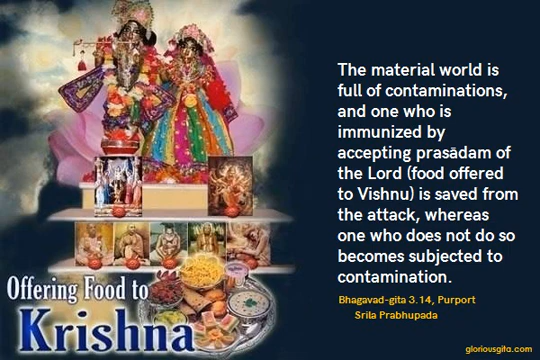 The material world is
full of contaminations,
and one who is
immunized by
accepting prasādam of
the Lord (food offered
to Vishnu) is saved from
the attack, whereas
one who does not do so
becomes subjected to
contamination.
Bhagavad-gita 3.14, Purport
Srila Prabhupada
Offering Food to
Krishna
gloriousgita.com